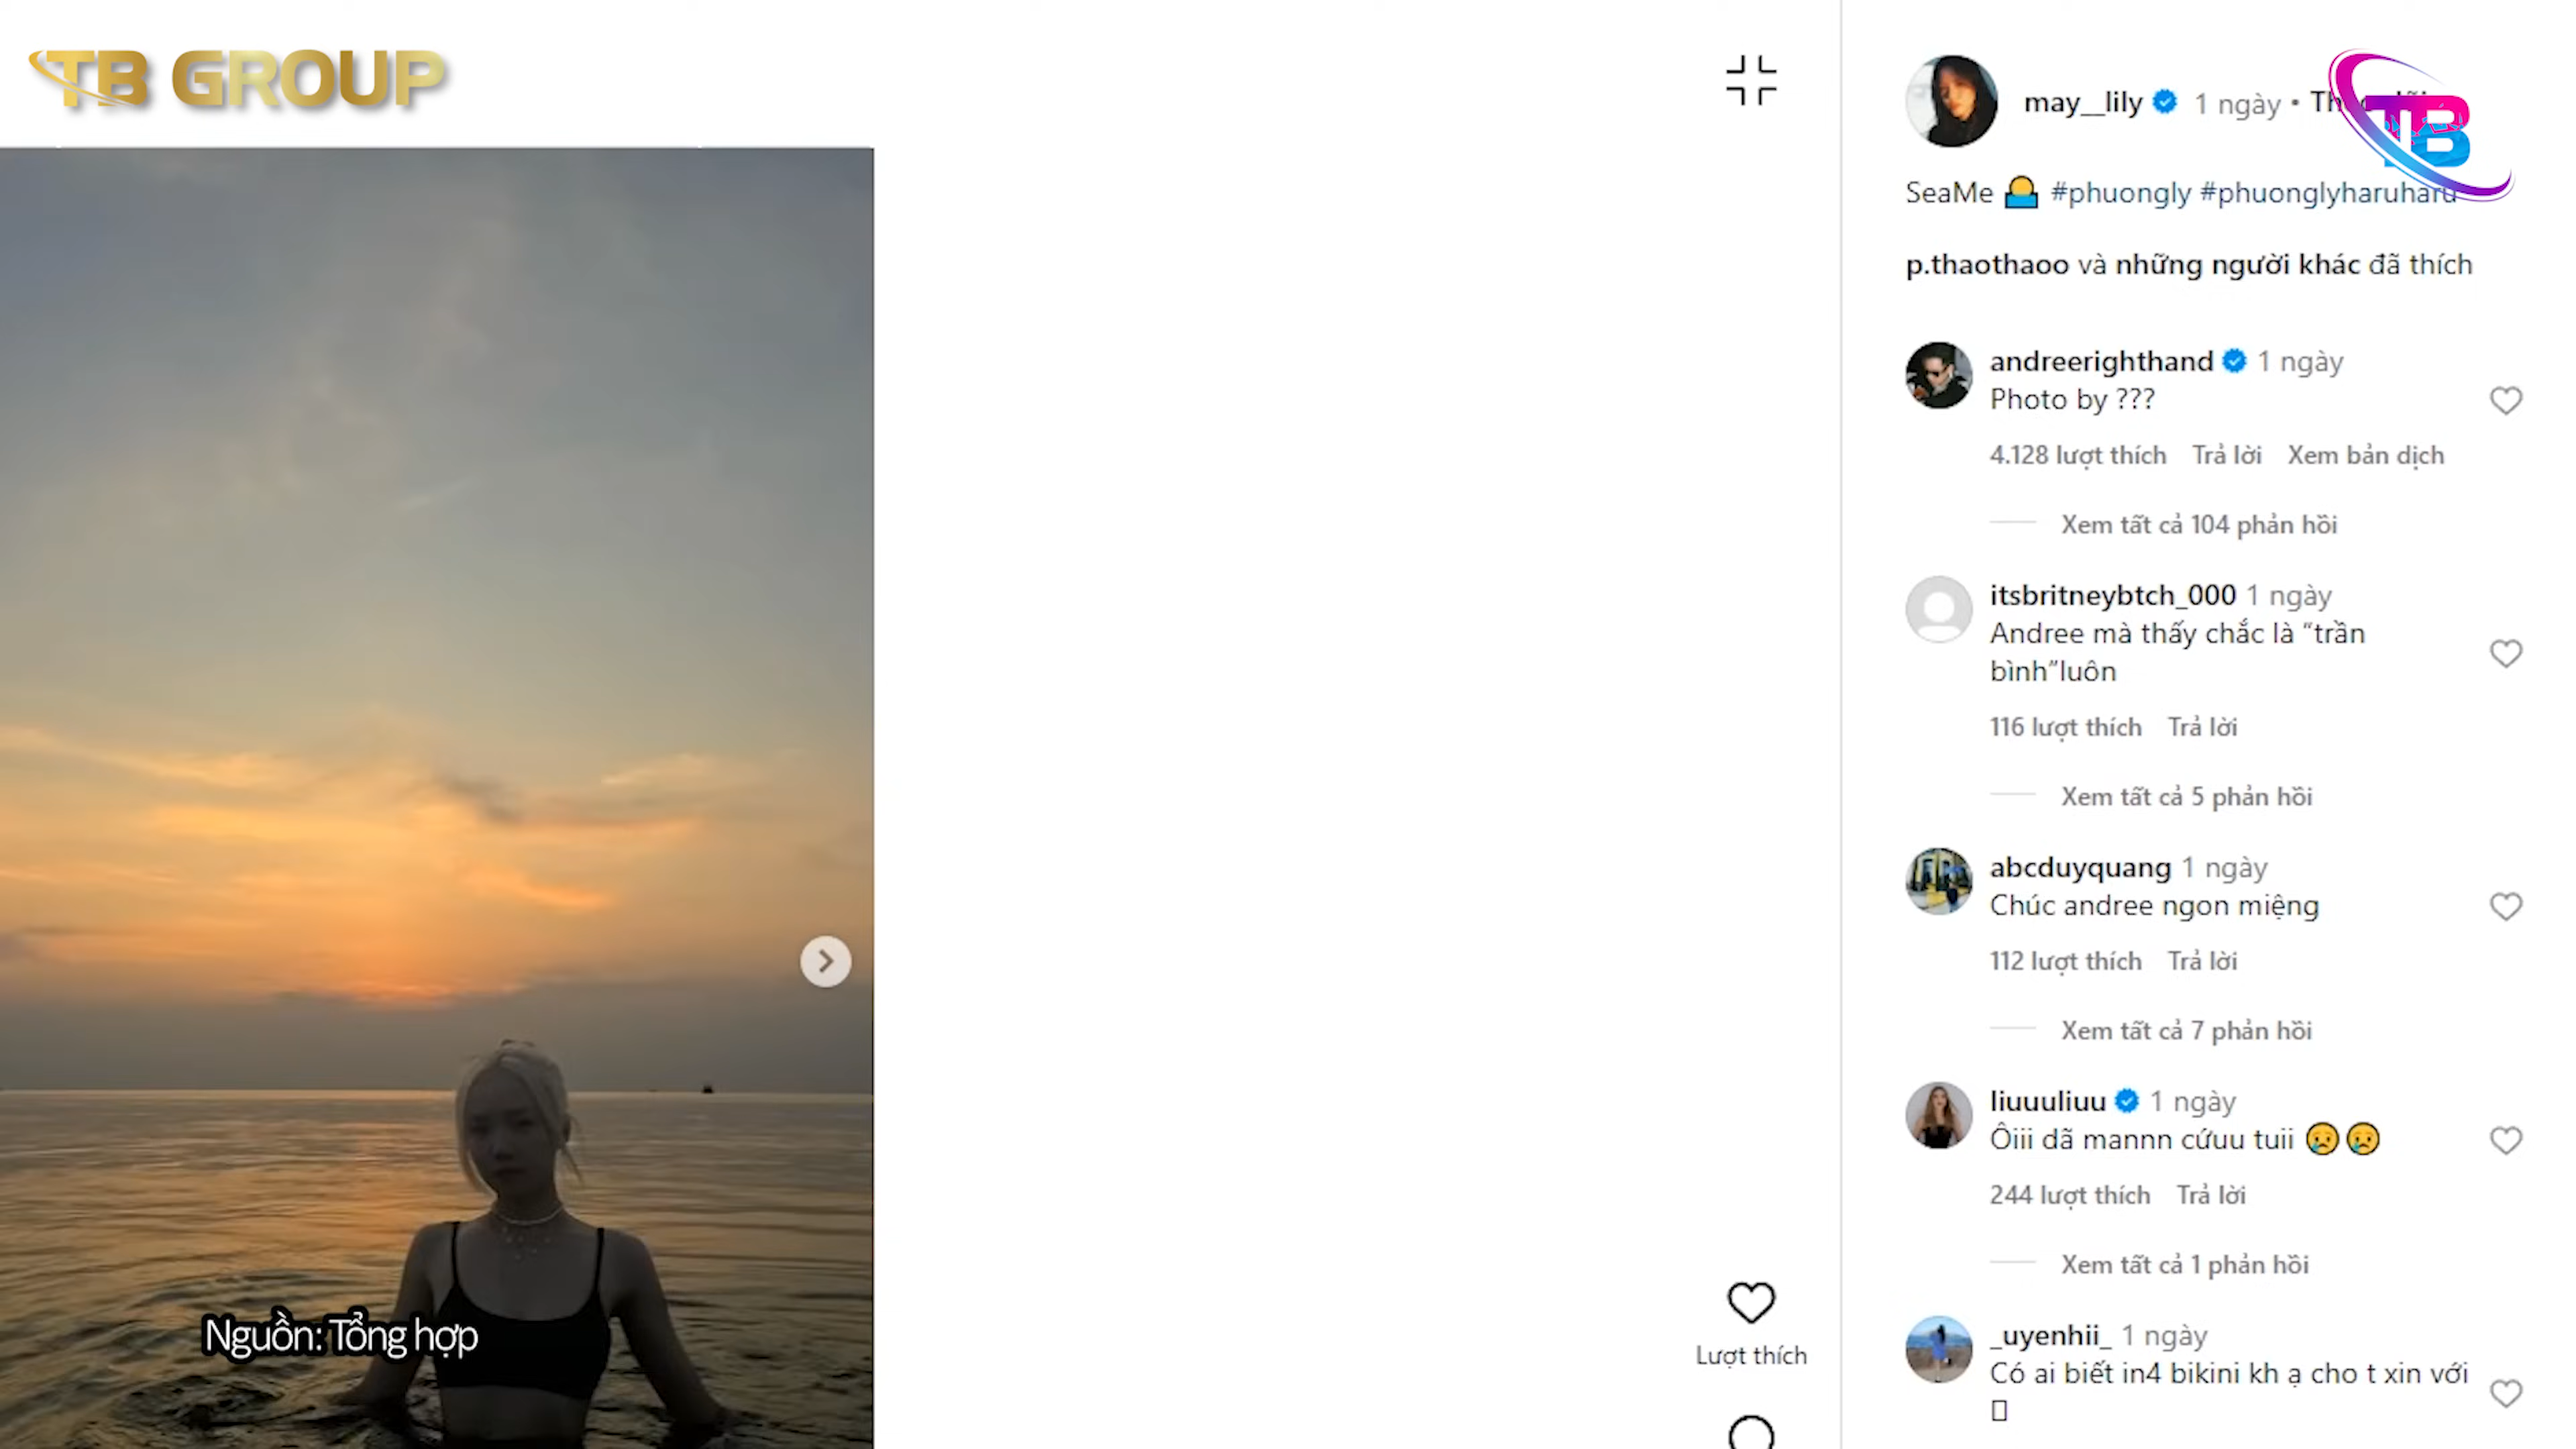 TB GROUP
may__lily 1 ngày •
TB
SeaMe #phuongly #phuonglyharuharu
p.thaothaoo và những người khác đã thích
andreerighthand 1 ngày
Photo by ???
4.128 lượt thích Trả lời Xem bản dịch
Xem tất cả 104 phản hồi
itsbritneybtch_000 1 ngày
Andree mà thấy chắc là “trần
bình”luôn
116 lượt thích Trả lời
Xem tất cả 5 phản hồi
abcduyquang 1 ngày
Chúc andree ngon miệng
112 lượt thích Trả lời
Xem tất cả 7 phản hồi
liuuuliuu 1 ngày
Ôiii dã mannn cứuu tuii 😢😢
244 lượt thích Trả lời
Xem tất cả 1 phản hồi
_uyenhii_ 1 ngày
Có ai biết in4 bikini kh ạ cho t xin với
Nguồn: Tổng hợp
Lượt thích